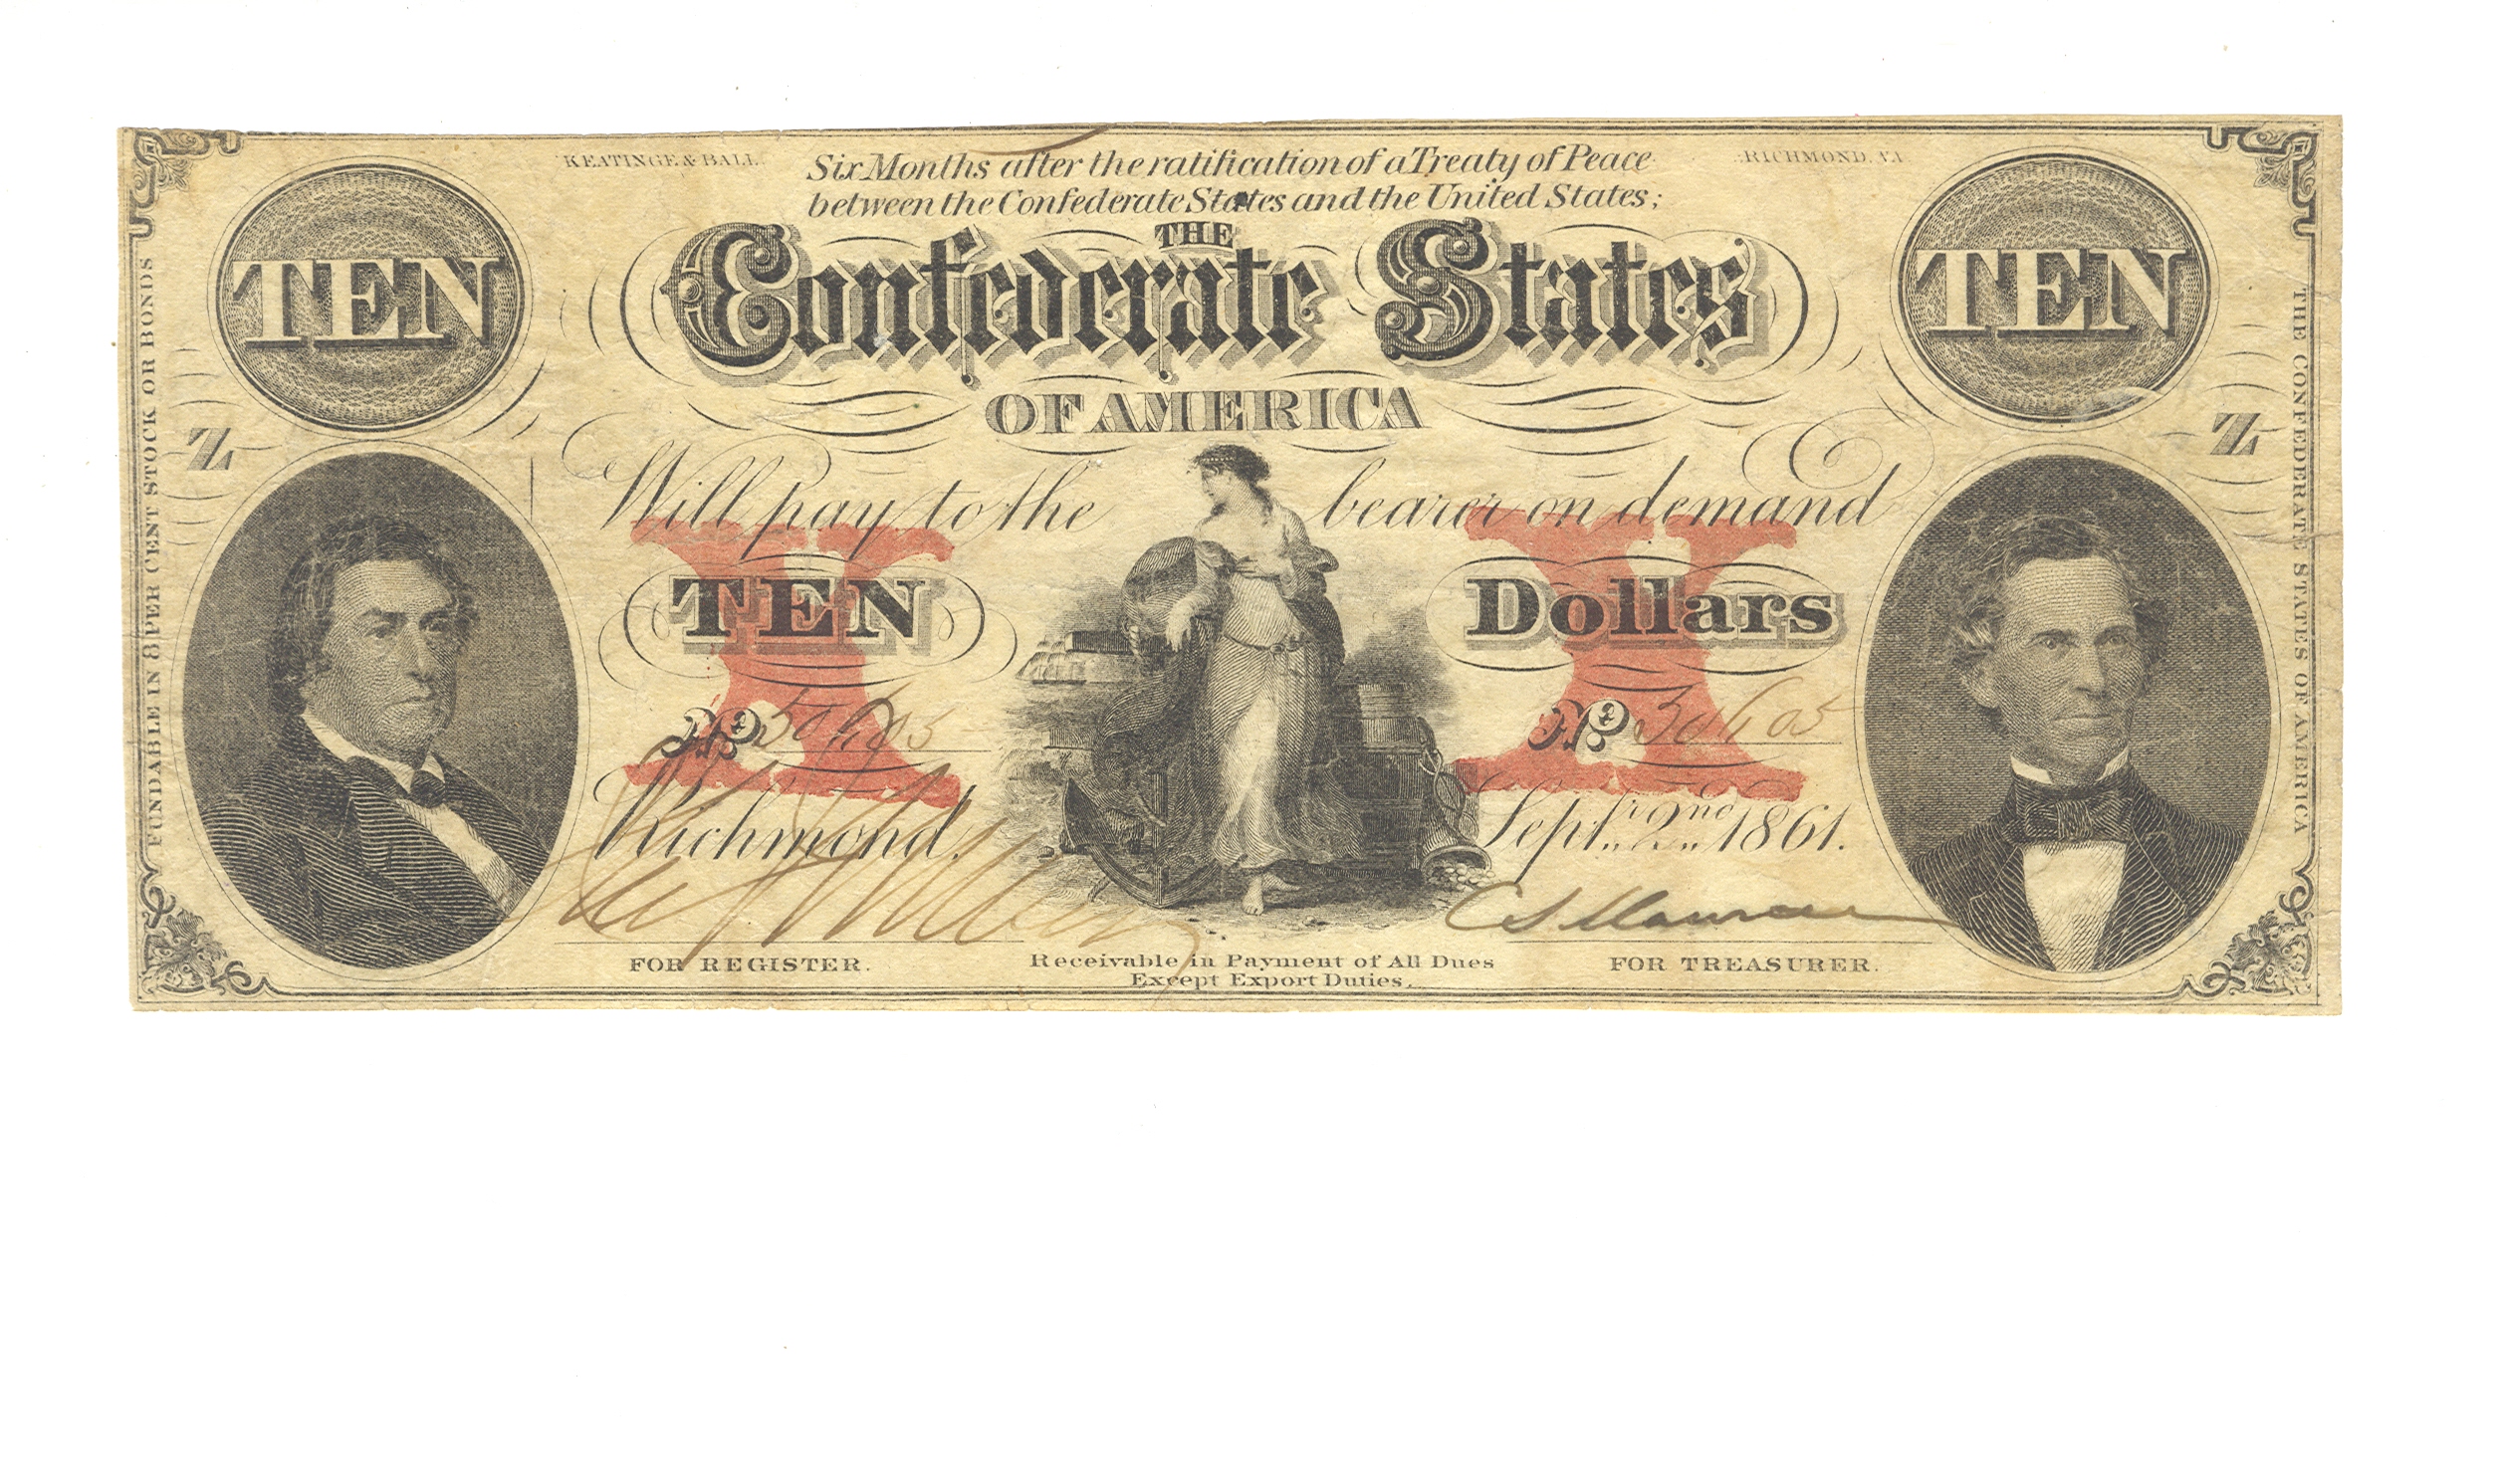 KEATINGE & BALL. RICHMOND, VA.
Six Months after the ratification of a Treaty of Peace
between the Confederate States and the United States;
TEN
TEN
THE
Confederate States
OF AMERICA
Z
Z
Will pay to the bearer on demand
X
X
TEN Dollars
No
No
Richmond, Septr. 2nd 1861.
FOR REGISTER.
Receivable in Payment of All Dues
Except Export Duties.
FOR TREASURER.
FUNDABLE IN 8 PER CENT STOCK OR BONDS
THE CONFEDERATE STATES OF AMERICA